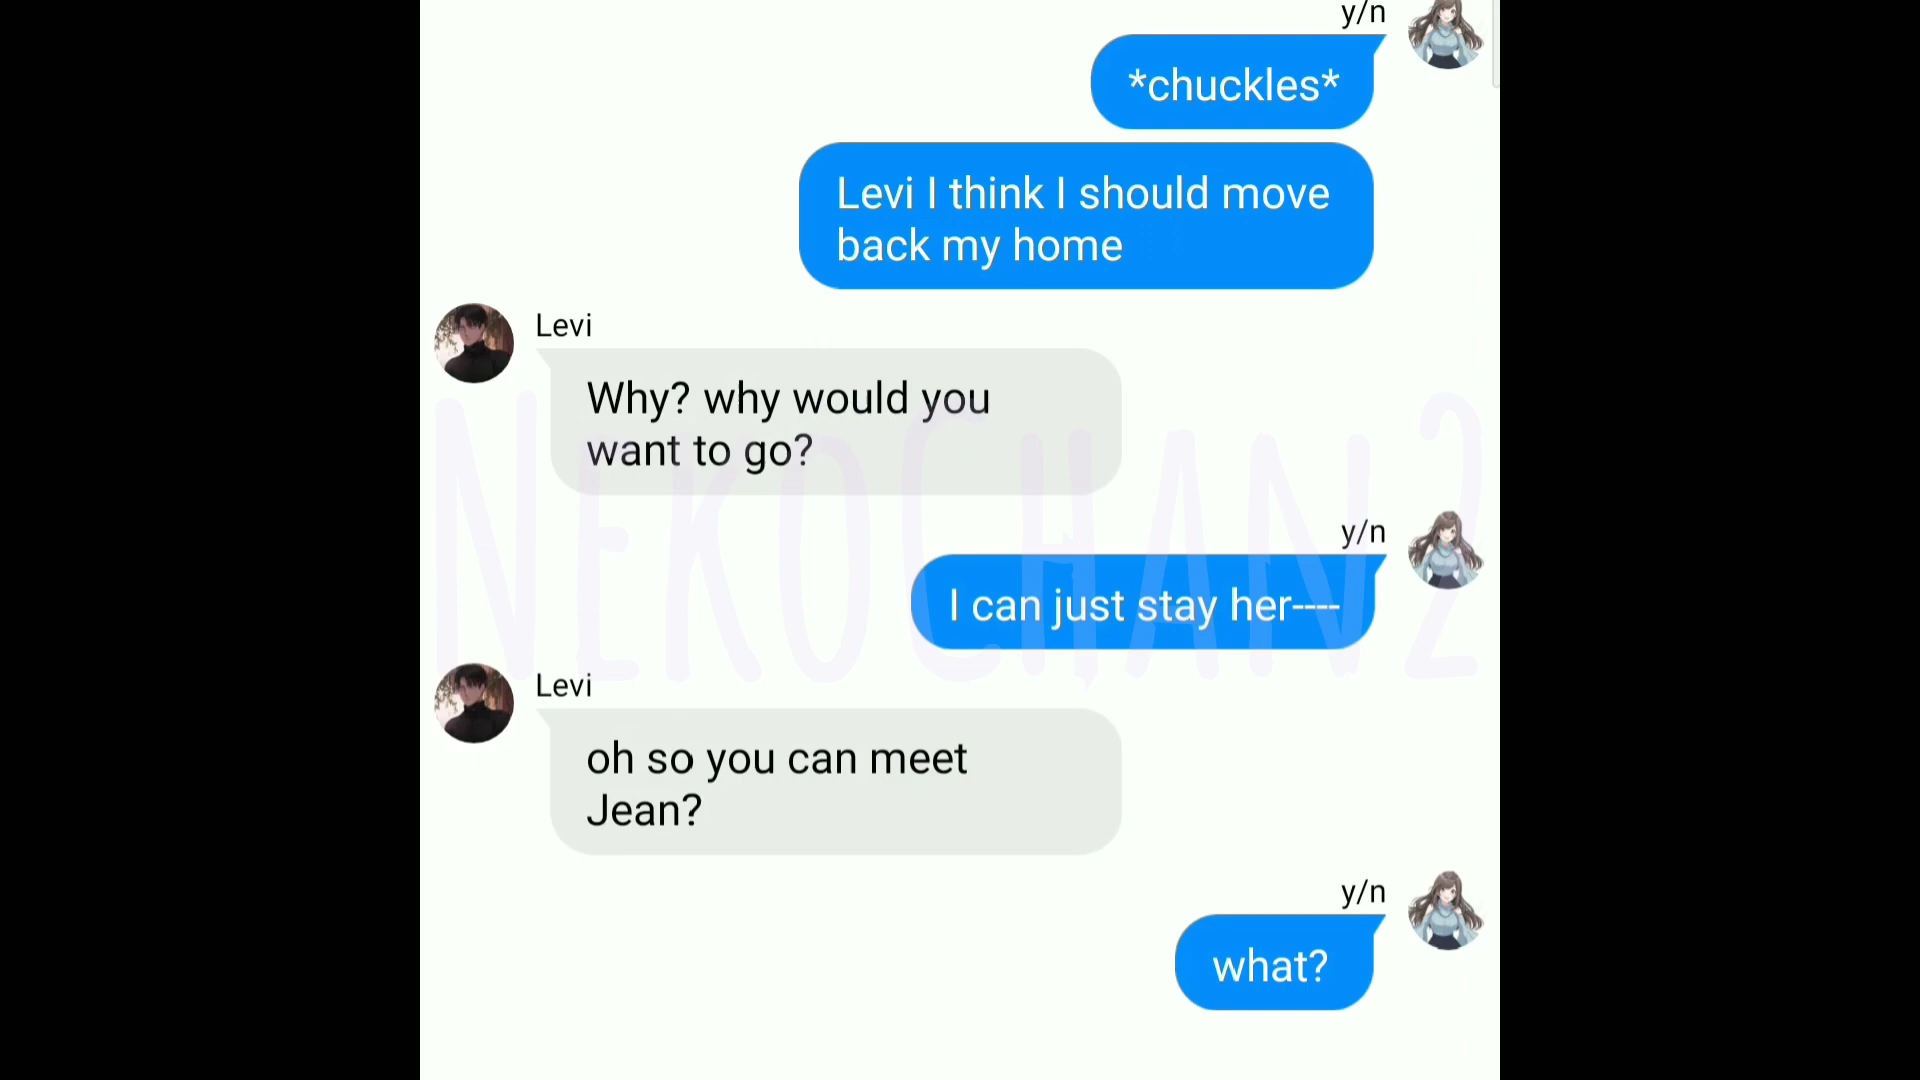 y/n
*chuckles*
Levi I think I should move
back my home
Levi
Why? why would you
want to go?
y/n
I can just stay her----
Levi
oh so you can meet
Jean?
y/n
what?
NEKOCHAN2